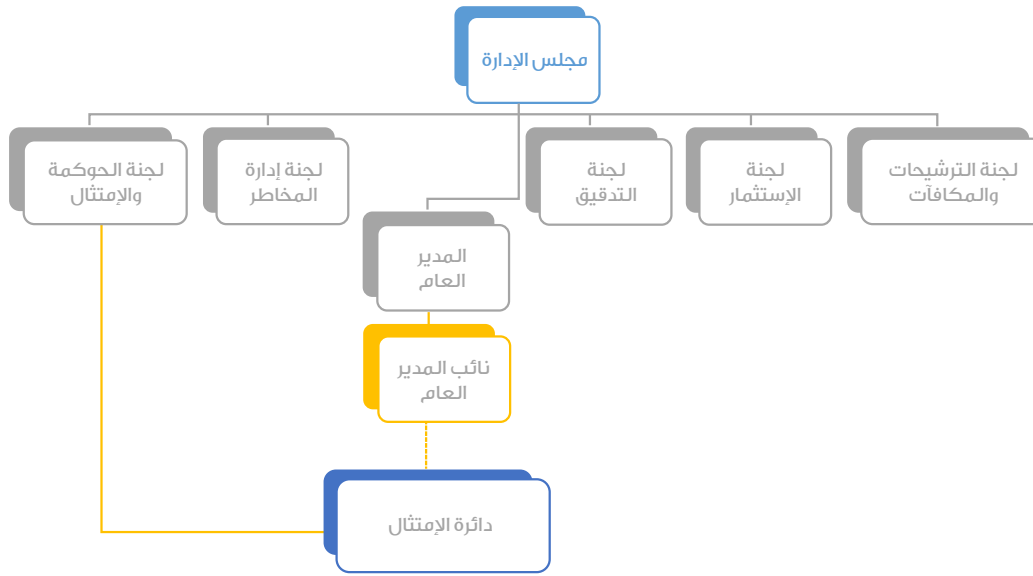 مجلس الإدارة
لجنة الترشيحات
والمكافآت
لجنة
الإستثمار
لجنة
التدقيق
لجنة إدارة
المخاطر
لجنة الحوكمة
والإمتثال
المدير
العام
نائب المدير
العام
دائرة الإمتثال